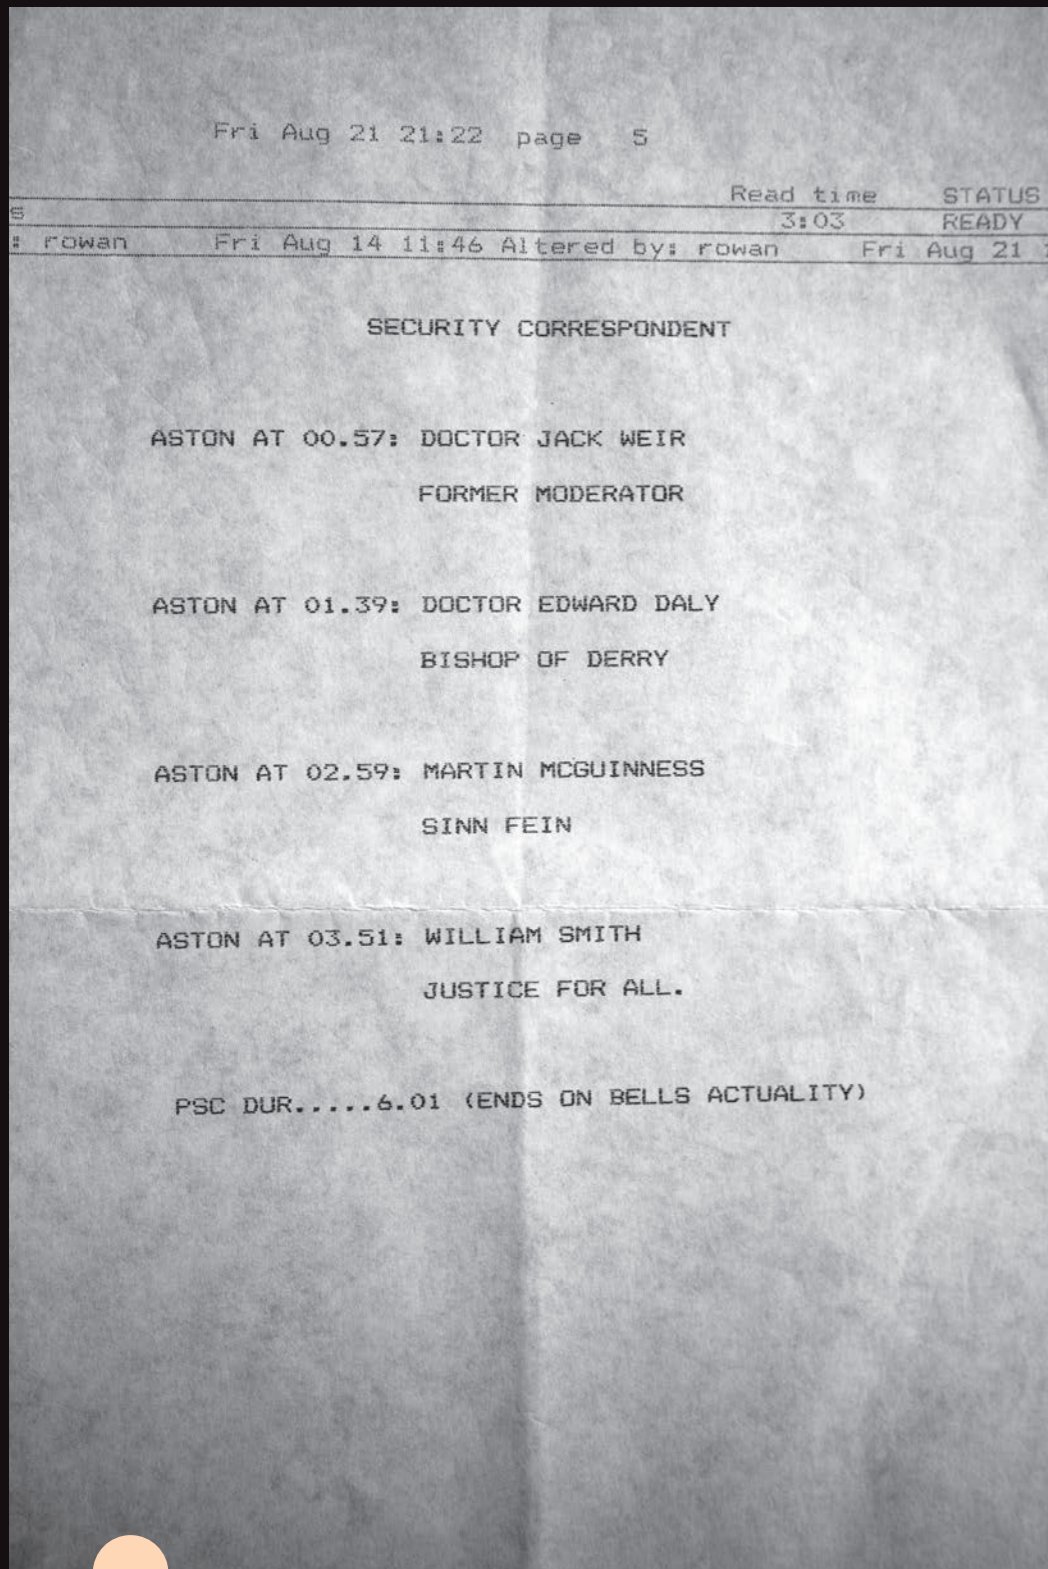 Fri Aug 21 21:22 page 5
Read time STATUS
s 3:03 READY
: rowan Fri Aug 14 11:46 Altered by: rowan Fri Aug 21
SECURITY CORRESPONDENT
ASTON AT 00.57: DOCTOR JACK WEIR
FORMER MODERATOR
ASTON AT 01.39: DOCTOR EDWARD DALY
BISHOP OF DERRY
ASTON AT 02.59: MARTIN MCGUINNESS
SINN FEIN
ASTON AT 03.51: WILLIAM SMITH
JUSTICE FOR ALL.
PSC DUR.....6.01 (ENDS ON BELLS ACTUALITY)